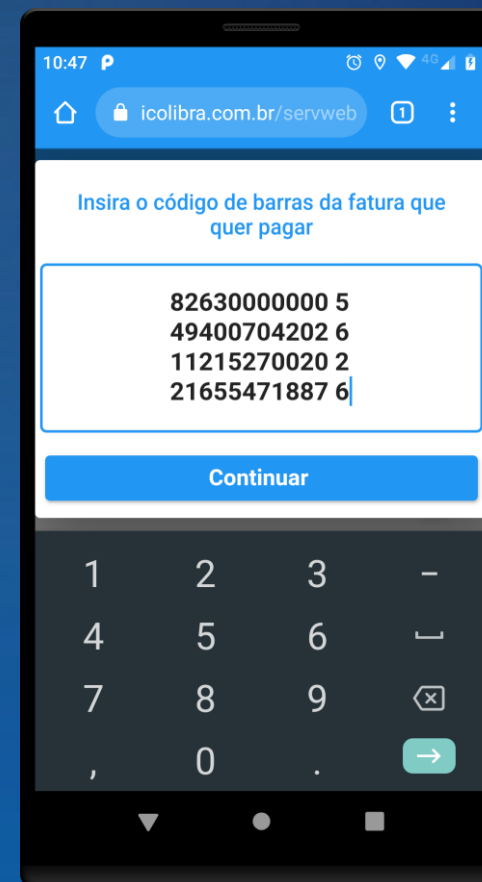 10:47
4G
icolibra.com.br/servweb
1
Insira o código de barras da fatura que
quer pagar
82630000000 5
49400704202 6
11215270020 2
21655471887 6
Continuar
1 2 3 -
4 5 6
7 8 9
, 0 .